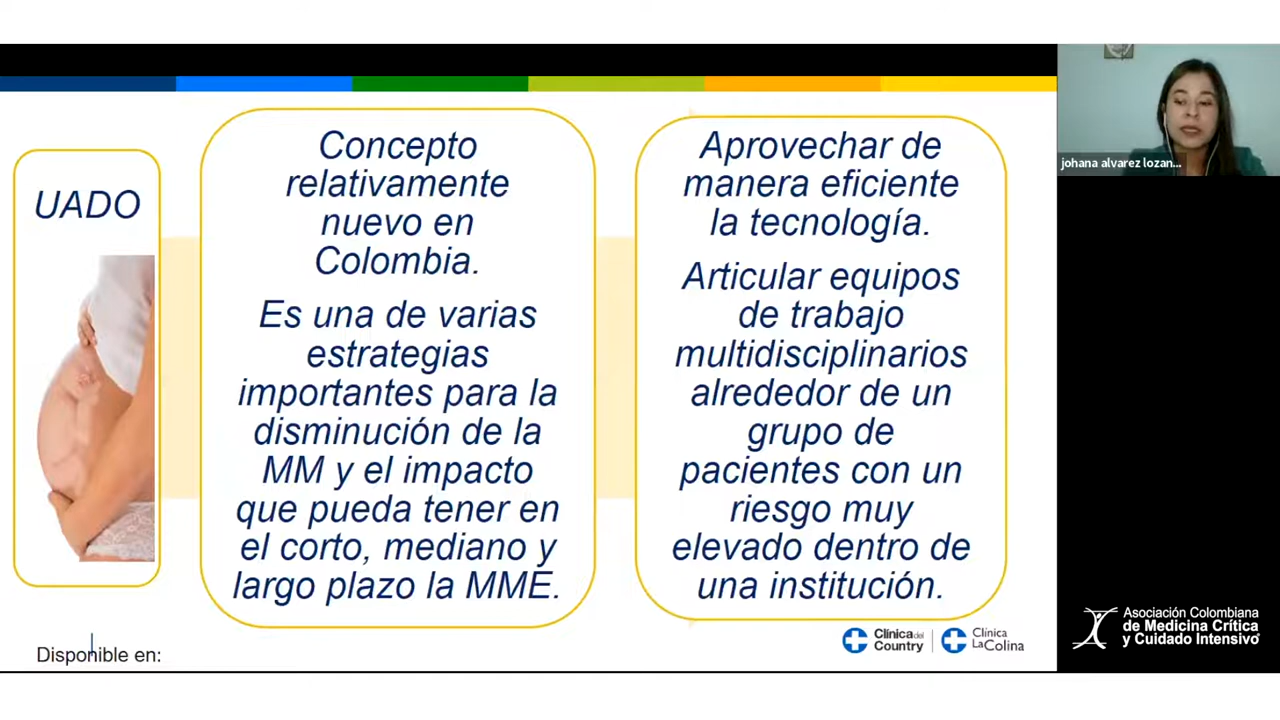 UADO
Concepto
relativamente
nuevo en
Colombia.
Es una de varias
estrategias
importantes para la
disminución de la
MM y el impacto
que pueda tener en
el corto, mediano y
largo plazo la MME.
Aprovechar de
manera eficiente
la tecnología.
Articular equipos
de trabajo
multidisciplinarios
alrededor de un
grupo de
pacientes con un
riesgo muy
elevado dentro de
una institución.
Disponible en:
Clínica del
Country
Clínica
La Colina
johana alvarez lozan...
Asociación Colombiana
de Medicina Crítica
y Cuidado Intensivo